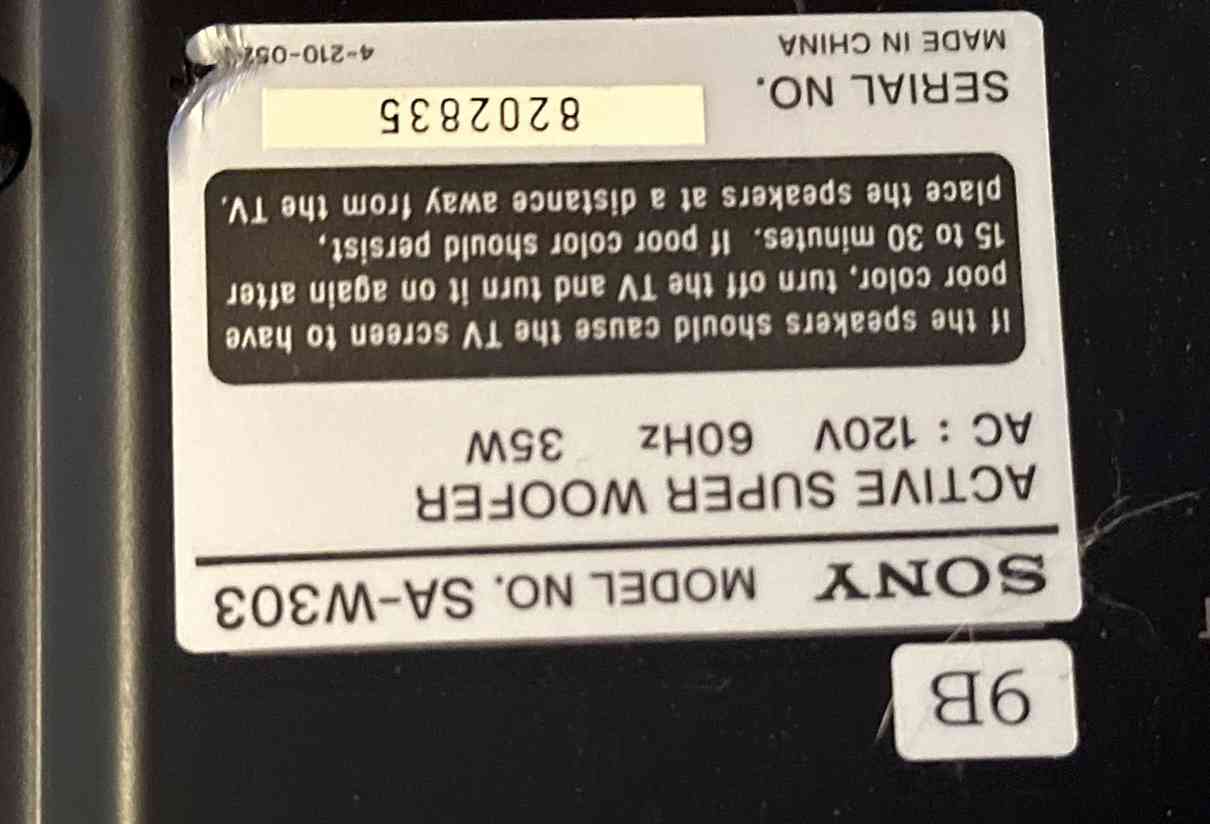 9B
SONY MODEL NO. SA-W303
ACTIVE SUPER WOOFER
AC : 120V 60Hz 35W
If the speakers should cause the TV screen to have
poor color, turn off the TV and turn it on again after
15 to 30 minutes. If poor color should persist,
place the speakers at a distance away from the TV.
SERIAL NO. 8202835
MADE IN CHINA